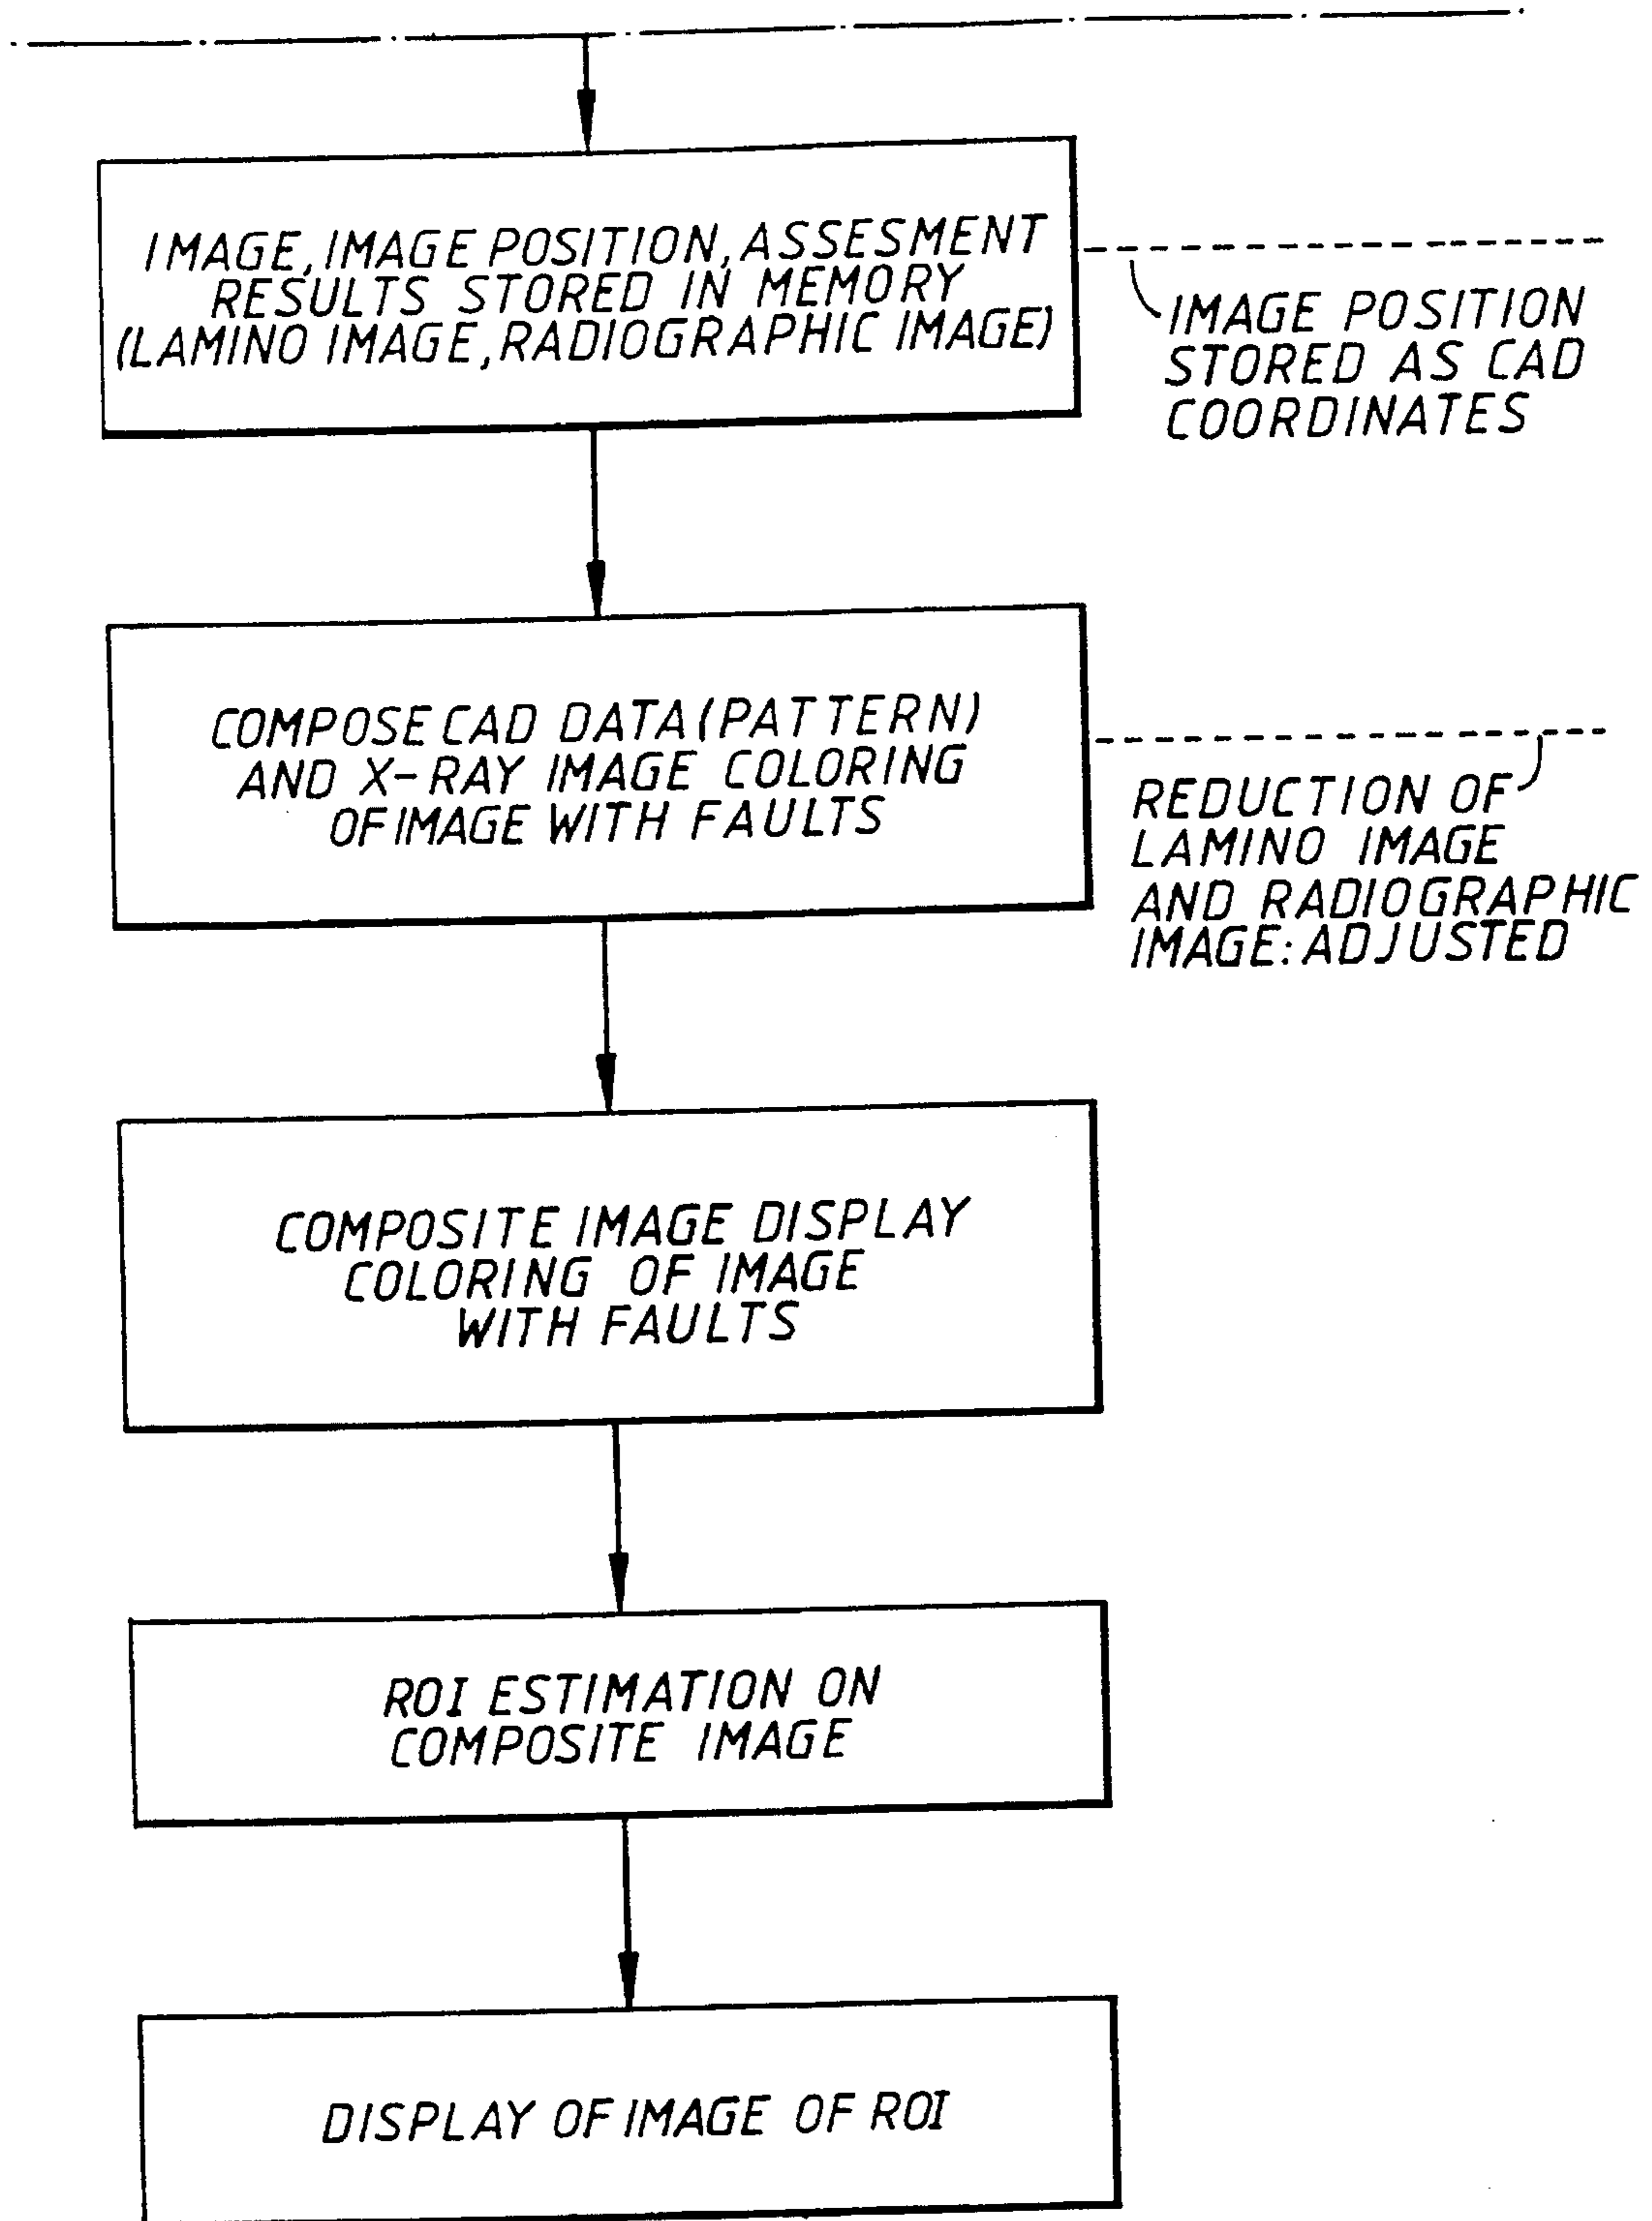 IMAGE, IMAGE POSITION, ASSESMENT
RESULTS STORED IN MEMORY
(LAMINO IMAGE, RADIOGRAPHIC IMAGE)
IMAGE POSITION
STORED AS CAD
COORDINATES
COMPOSE CAD DATA (PATTERN)
AND X-RAY IMAGE COLORING
OF IMAGE WITH FAULTS
REDUCTION OF
LAMINO IMAGE
AND RADIOGRAPHIC
IMAGE: ADJUSTED
COMPOSITE IMAGE DISPLAY
COLORING OF IMAGE
WITH FAULTS
ROI ESTIMATION ON
COMPOSITE IMAGE
DISPLAY OF IMAGE OF ROI